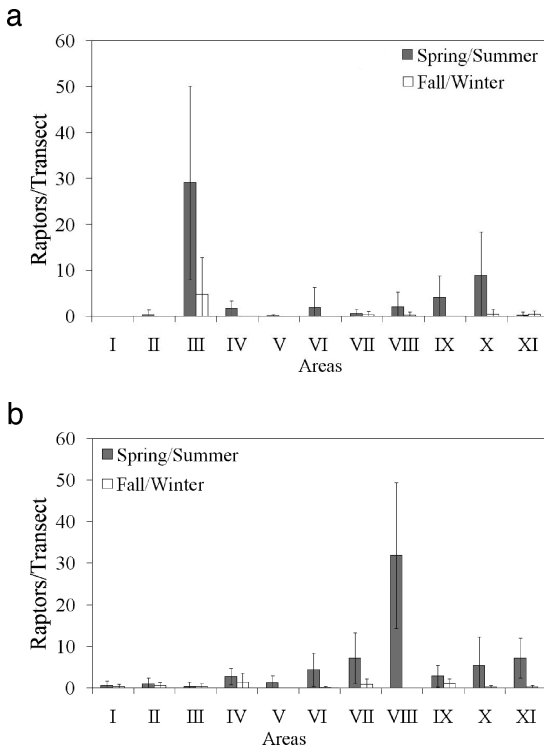 a
60
50
40
30
20
10
0
Raptors/Transect
Spring/Summer
Fall/Winter
I II III IV V VI VII VIII IX X XI
Areas
b
60
50
40
30
20
10
0
Raptors/Transect
Spring/Summer
Fall/Winter
I II III IV V VI VII VIII IX X XI
Areas